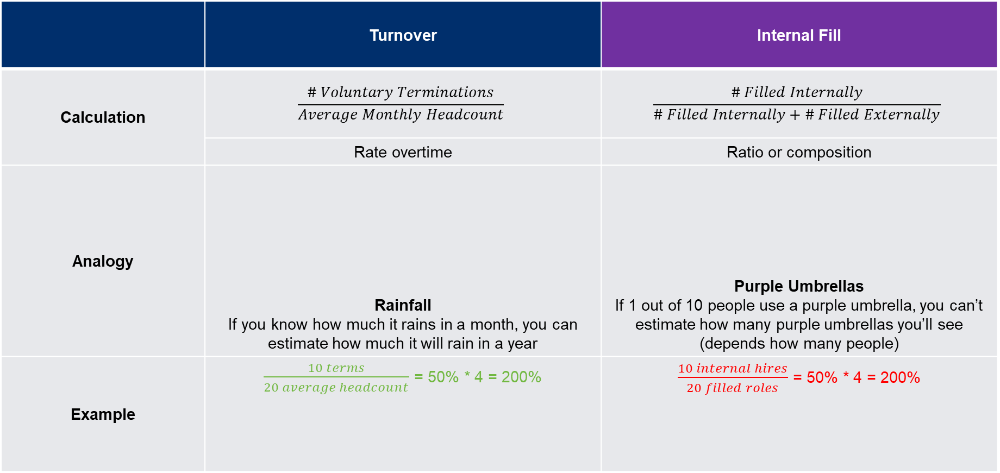 Turnover
Internal Fill
Calculation
# Voluntary Terminations
Average Monthly Headcount
# Filled Internally
# Filled Internally + # Filled Externally
Rate overtime
Ratio or composition
Analogy
Rainfall
If you know how much it rains in a month, you can
estimate how much it will rain in a year
Purple Umbrellas
If 1 out of 10 people use a purple umbrella, you can’t
estimate how many purple umbrellas you’ll see
(depends how many people)
Example
10 terms
20 average headcount
= 50% * 4 = 200%
10 internal hires
20 filled roles
= 50% * 4 = 200%